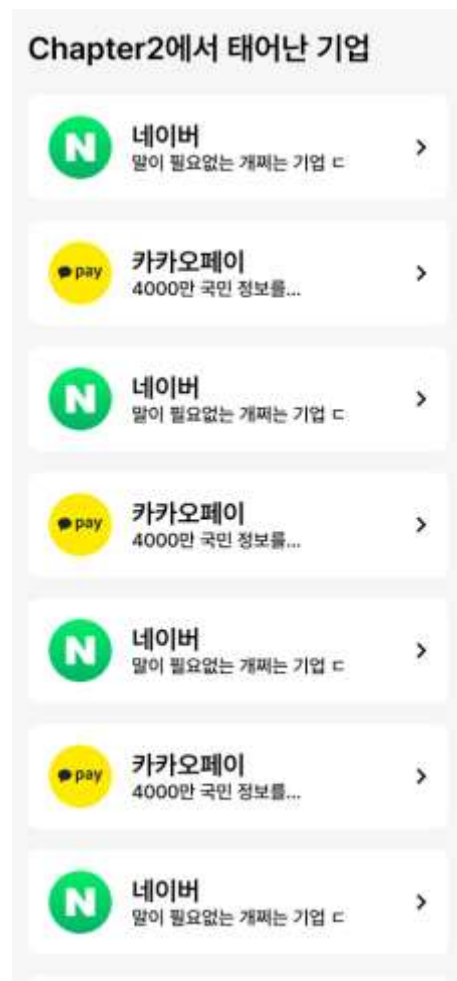 Chapter2에서 태어난 기업
N
네이버
말이 필요없는 개쩌는 기업 ㄷ
pay
카카오페이
4000만 국민 정보를...
N
네이버
말이 필요없는 개쩌는 기업 ㄷ
pay
카카오페이
4000만 국민 정보를...
N
네이버
말이 필요없는 개쩌는 기업 ㄷ
pay
카카오페이
4000만 국민 정보를...
N
네이버
말이 필요없는 개쩌는 기업 ㄷ